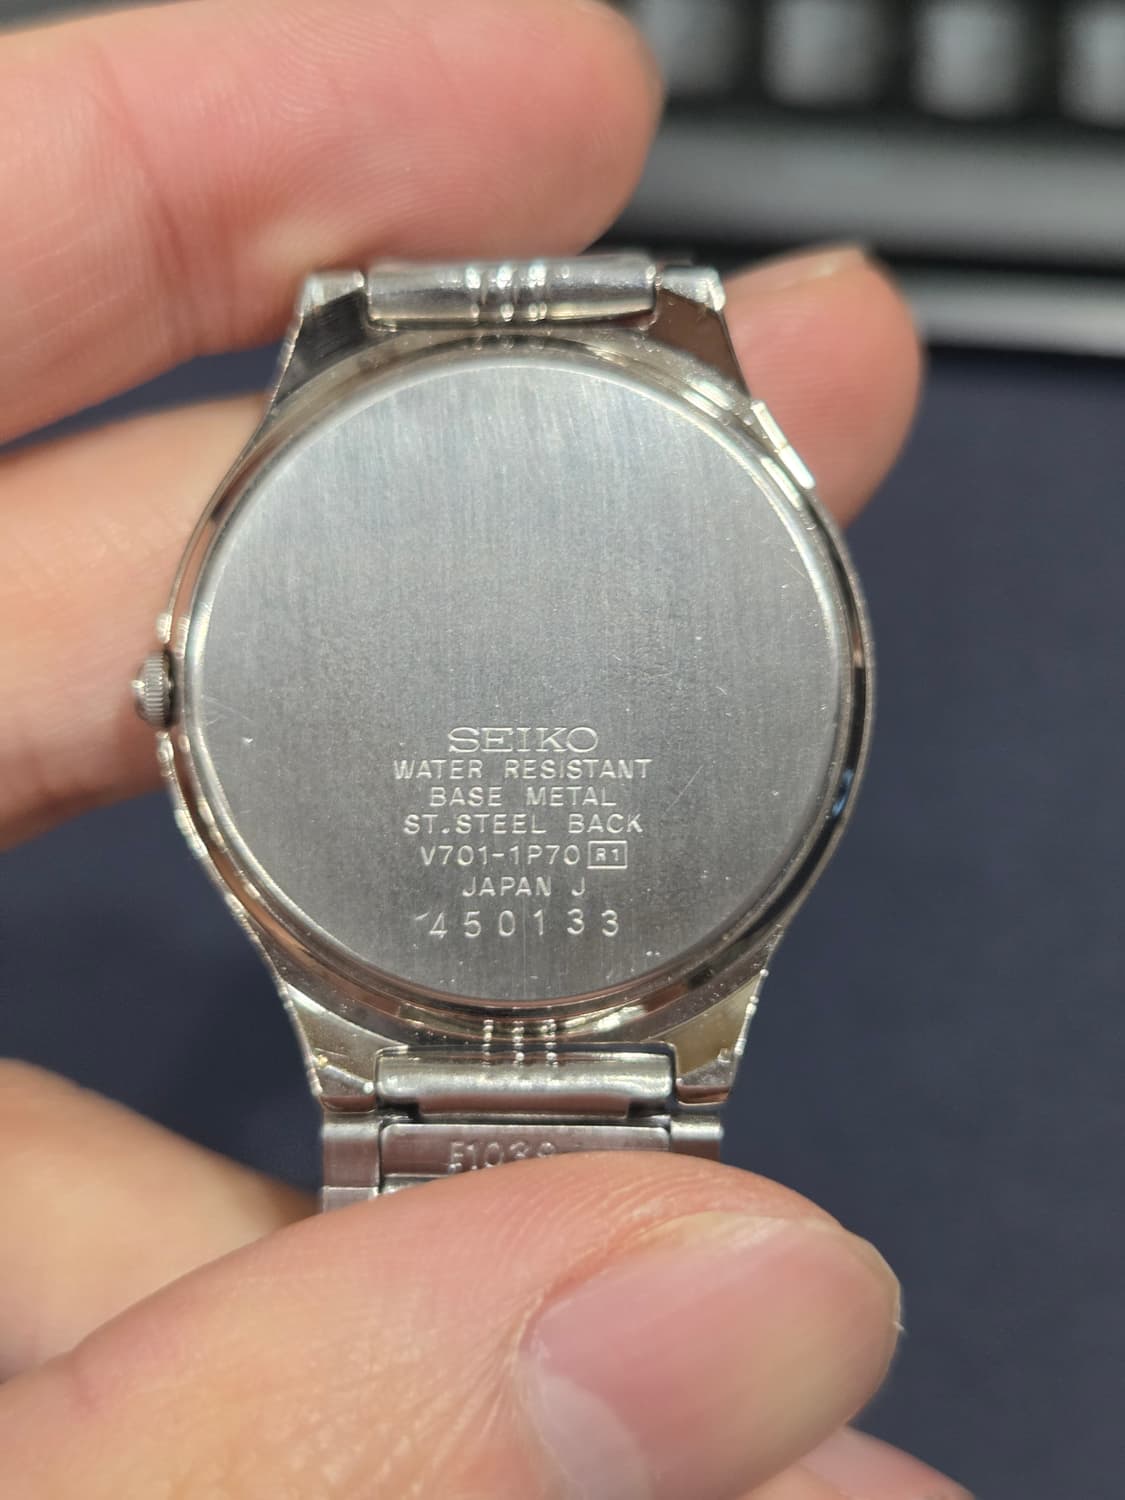 SEIKO
WATER RESISTANT
BASE METAL
ST.STEEL BACK
V701-1P70 R1
JAPAN J
450133